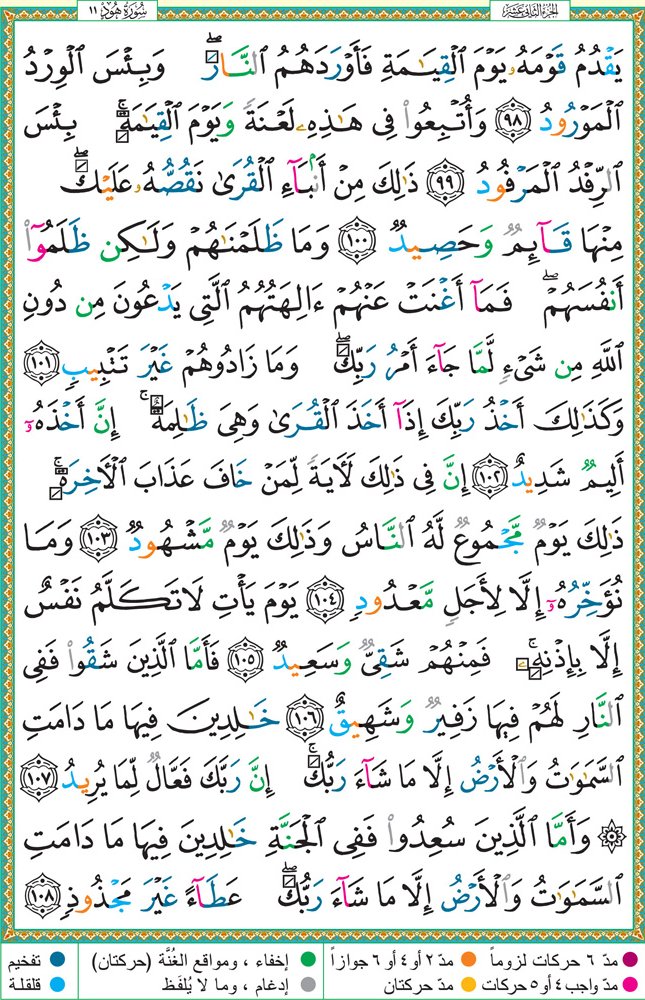 الجزء الثاني عشر سُورَةُ هُودٍ ١١
يَقْدُمُ قَوْمَهُۥ يَوْمَ ٱلْقِيَٰمَةِ فَأَوْرَدَهُمُ ٱلنَّارَ ۖ وَبِئْسَ ٱلْوِرْدُ
ٱلْمَوْرُودُ ٩٨ وَأُتْبِعُوا۟ فِى هَٰذِهِۦ لَعْنَةً وَيَوْمَ ٱلْقِيَٰمَةِ ۚ بِئْسَ
ٱلرِّفْدُ ٱلْمَرْفُودُ ٩٩ ذَٰلِكَ مِنْ أَنۢبَآءِ ٱلْقُرَىٰ نَقُصُّهُۥ عَلَيْكَ ۖ
مِنْهَا قَآئِمٌ وَحَصِيدٌ ١٠٠ وَمَا ظَلَمْنَٰهُمْ وَلَٰكِن ظَلَمُوٓا۟
أَنفُسَهُمْ ۖ فَمَآ أَغْنَتْ عَنْهُمْ ءَالِهَتُهُمُ ٱلَّتِى يَدْعُونَ مِن دُونِ
ٱللَّهِ مِن شَىْءٍ لَّمَّا جَآءَ أَمْرُ رَبِّكَ ۖ وَمَا زَادُوهُمْ غَيْرَ تَتْبِيبٍ ١٠١
وَكَذَٰلِكَ أَخْذُ رَبِّكَ إِذَآ أَخَذَ ٱلْقُرَىٰ وَهِىَ ظَٰلِمَةٌ ۚ إِنَّ أَخْذَهُۥٓ
أَلِيمٌ شَدِيدٌ ١٠٢ إِنَّ فِى ذَٰلِكَ لَءَايَةً لِّمَنْ خَافَ عَذَابَ ٱلْءَاخِرَةِ ۚ
ذَٰلِكَ يَوْمٌ مَّجْمُوعٌ لَّهُ ٱلنَّاسُ وَذَٰلِكَ يَوْمٌ مَّشْهُودٌ ١٠٣ وَمَا
نُؤَخِّرُهُۥٓ إِلَّا لِأَجَلٍ مَّعْدُودٍ ١٠٤ يَوْمَ يَأْتِ لَا تَكَلَّمُ نَفْسٌ
إِلَّا بِإِذْنِهِۦ ۚ فَمِنْهُمْ شَقِىٌّ وَسَعِيدٌ ١٠٥ فَأَمَّا ٱلَّذِينَ شَقُوا۟ فَفِى
ٱلنَّارِ لَهُمْ فِيهَا زَفِيرٌ وَشَهِيقٌ ١٠٦ خَٰلِدِينَ فِيهَا مَا دَامَتِ
ٱلسَّمَٰوَٰتُ وَٱلْأَرْضُ إِلَّا مَا شَآءَ رَبُّكَ ۚ إِنَّ رَبَّكَ فَعَّالٌ لِّمَا يُرِيدُ ١٠٧
۞ وَأَمَّا ٱلَّذِينَ سُعِدُوا۟ فَفِى ٱلْجَنَّةِ خَٰلِدِينَ فِيهَا مَا دَامَتِ
ٱلسَّمَٰوَٰتُ وَٱلْأَرْضُ إِلَّا مَا شَآءَ رَبُّكَ ۖ عَطَآءً غَيْرَ مَجْذُوذٍ ١٠٨
مدّ ٦ حركات لزوماً مدّ ٢ أو ٤ أو ٦ جوازاً إخفاء ، ومواقع الغُنَّة (حركتان) تفخيم
مدّ واجب ٤ أو ٥ حركات مدّ حركتان إدغام ، وما لا يُلفَظ قلقلة